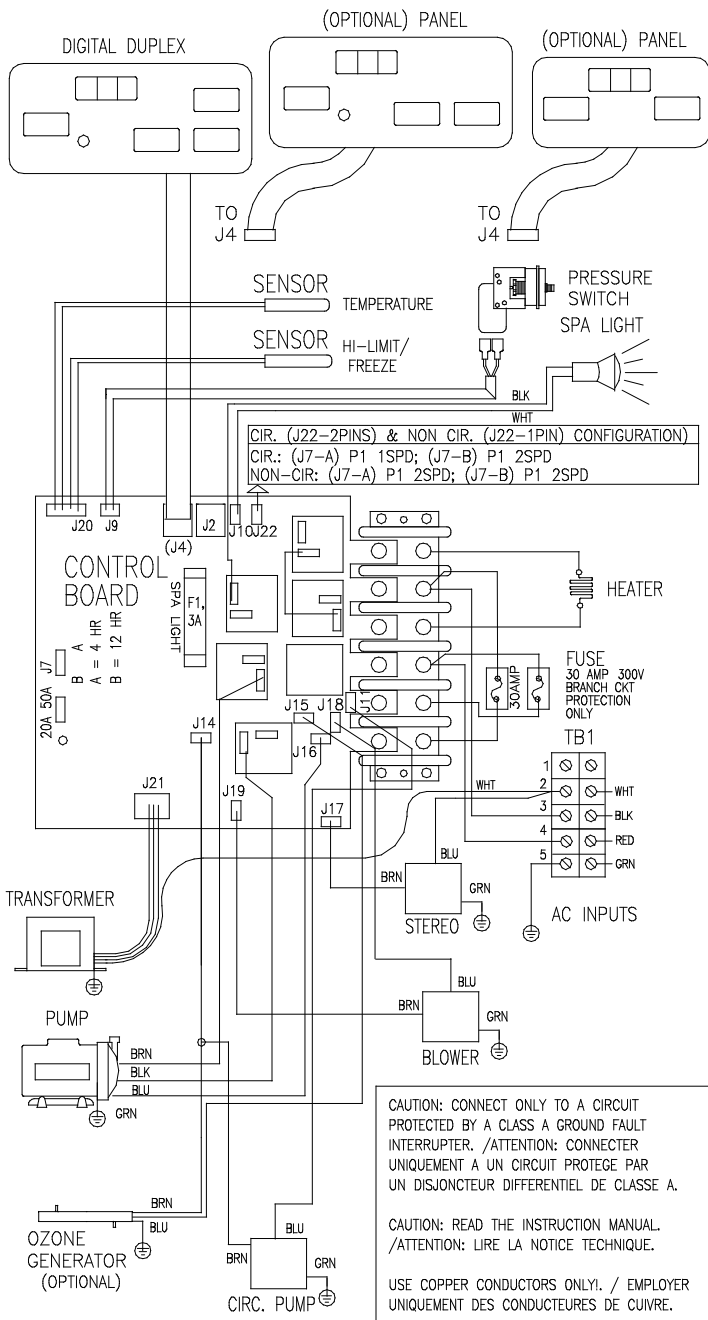 DIGITAL DUPLEX
(OPTIONAL) PANEL
(OPTIONAL) PANEL
TO
J4
TO
J4
SENSOR
TEMPERATURE
SENSOR
HI-LIMIT/
FREEZE
PRESSURE
SWITCH
SPA LIGHT
BLK
WHT
CIR. (J22-2PINS) & NON CIR. (J22-1PIN) CONFIGURATION)
CIR.: (J7-A) P1 1SPD; (J7-B) P1 2SPD
NON-CIR: (J7-A) P1 2SPD; (J7-B) P1 2SPD
J20
J9
(J4)
J2
J10
J22
CONTROL
BOARD
SPA LIGHT
F1,
3A
J7
B A
A = 4 HR
B = 12 HR
20A 50A
J14
J15
J18
J11
J16
J19
J17
J21
HEATER
30AMP
FUSE
30 AMP 300V
BRANCH CKT
PROTECTION
ONLY
TB1
1
2
3
4
5
WHT
WHT
BLK
RED
GRN
AC INPUTS
BLU
BRN
GRN
STEREO
TRANSFORMER
BLU
BRN
GRN
BLOWER
PUMP
BRN
BLK
BLU
GRN
BRN
BLU
OZONE
GENERATOR
(OPTIONAL)
BLU
BRN
GRN
CIRC. PUMP
CAUTION: CONNECT ONLY TO A CIRCUIT
PROTECTED BY A CLASS A GROUND FAULT
INTERRUPTER. /ATTENTION: CONNECTER
UNIQUEMENT A UN CIRCUIT PROTEGE PAR
UN DISJONCTEUR DIFFERENTIEL DE CLASSE A.
CAUTION: READ THE INSTRUCTION MANUAL.
/ATTENTION: LIRE LA NOTICE TECHNIQUE.
USE COPPER CONDUCTORS ONLY!. / EMPLOYER
UNIQUEMENT DES CONDUCTEURES DE CUIVRE.